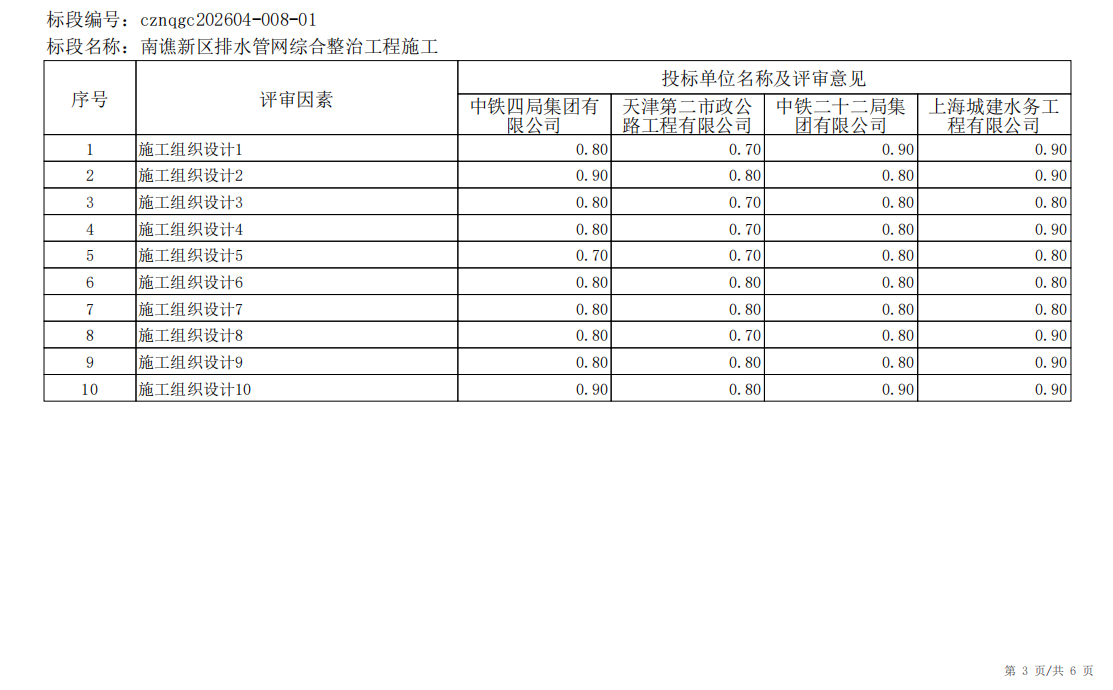 标段编号：cznqgc202604-008-01
标段名称：南谯新区排水管网综合整治工程施工
序号 评审因素 投标单位名称及评审意见
中铁四局集团有限公司 天津第二市政公路工程有限公司 中铁二十二局集团有限公司 上海城建水务工程有限公司
1 施工组织设计1 0.80 0.70 0.90 0.90
2 施工组织设计2 0.90 0.80 0.80 0.90
3 施工组织设计3 0.80 0.70 0.80 0.80
4 施工组织设计4 0.80 0.70 0.80 0.90
5 施工组织设计5 0.70 0.70 0.80 0.80
6 施工组织设计6 0.80 0.80 0.80 0.80
7 施工组织设计7 0.80 0.80 0.80 0.80
8 施工组织设计8 0.80 0.70 0.80 0.90
9 施工组织设计9 0.80 0.80 0.80 0.90
10 施工组织设计10 0.90 0.80 0.90 0.90
第 3 页/共 6 页